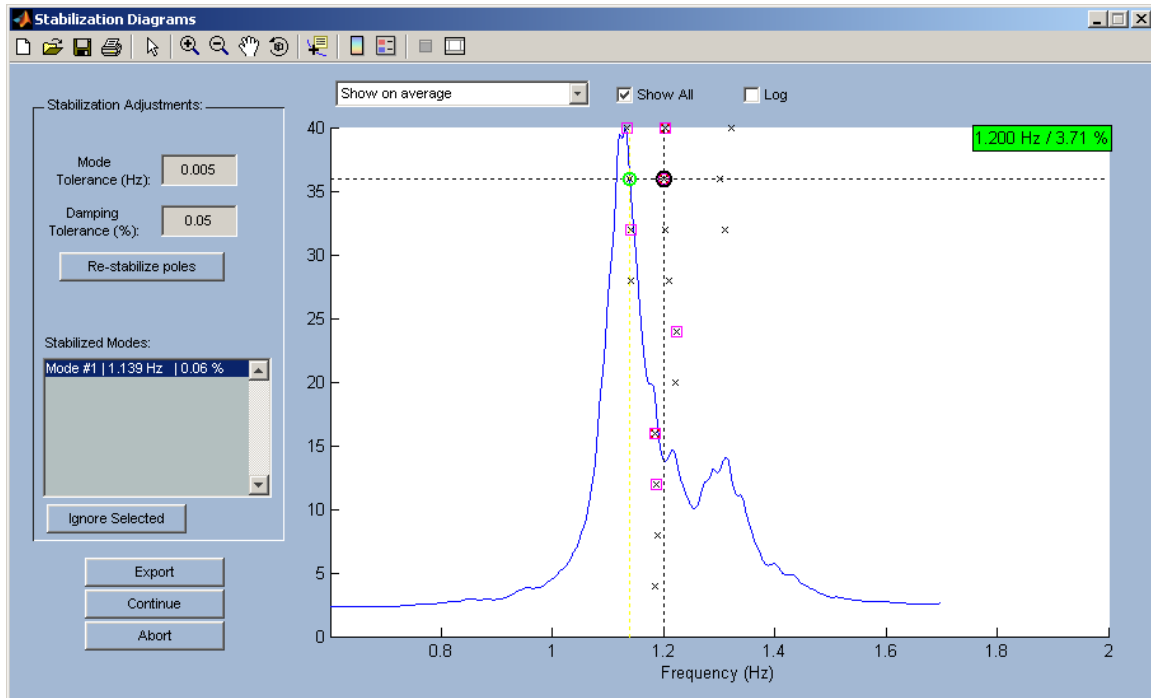 Stabilization Diagrams
Stabilization Adjustments:
Mode
Tolerance (Hz):
0.005
Damping
Tolerance (%):
0.05
Re-stabilize poles
Stabilized Modes:
Mode #1 | 1.139 Hz | 0.06 %
Ignore Selected
Export
Continue
Abort
Show on average
Show All
Log
1.200 Hz / 3.71 %
40
35
30
25
20
15
10
5
0
0.8
1
1.2
1.4
1.6
1.8
2
Frequency (Hz)